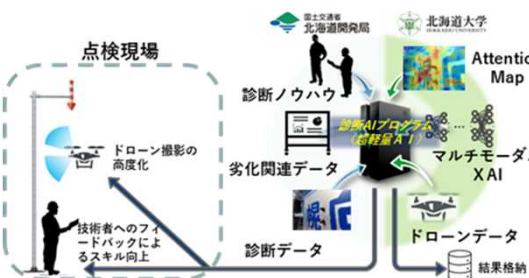 点検現場
ドローン撮影の
高度化
技術者へのフィ
ードバックによ
るスキル向上
国土交通省
北海道開発局
北海道大学
HOKKAIDO UNIVERSITY
診断ノウハウ
Attentio
Map
診断AIプログラム
(超軽量AI)
劣化関連データ
マルチモーダ
XAI
診断データ
ドローンデータ
結果格納